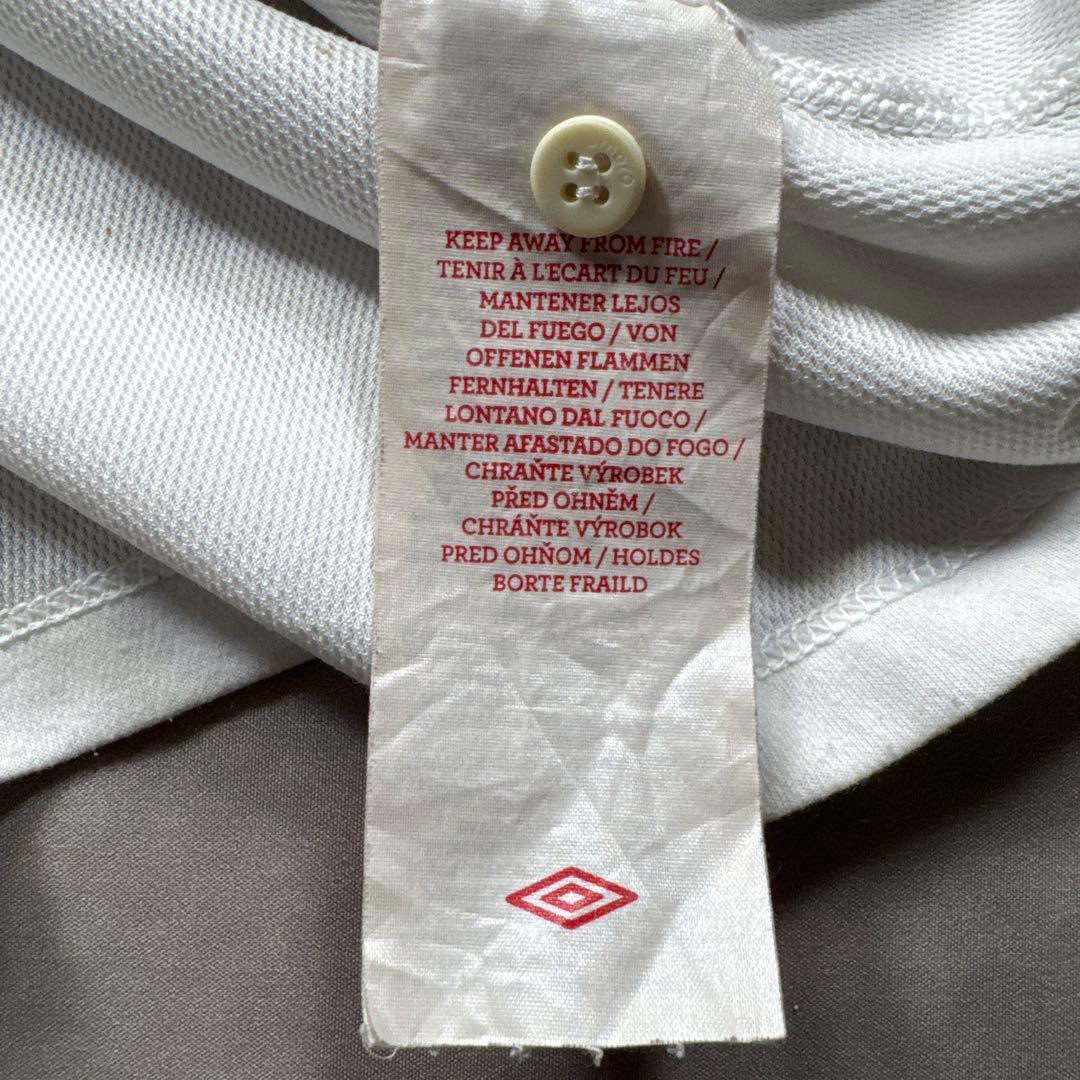 KEEP AWAY FROM FIRE /
TENIR À L'ECART DU FEU /
MANTENER LEJOS
DEL FUEGO / VON
OFFENEN FLAMMEN
FERNHALTEN / TENERE
LONTANO DAL FUOCO /
MANTER AFASTADO DO FOGO /
CHRAŇTE VÝROBEK
PŘED OHNĚM /
CHRÁŇTE VÝROBOK
PRED OHŇOM / HOLDES
BORTE FRAILD